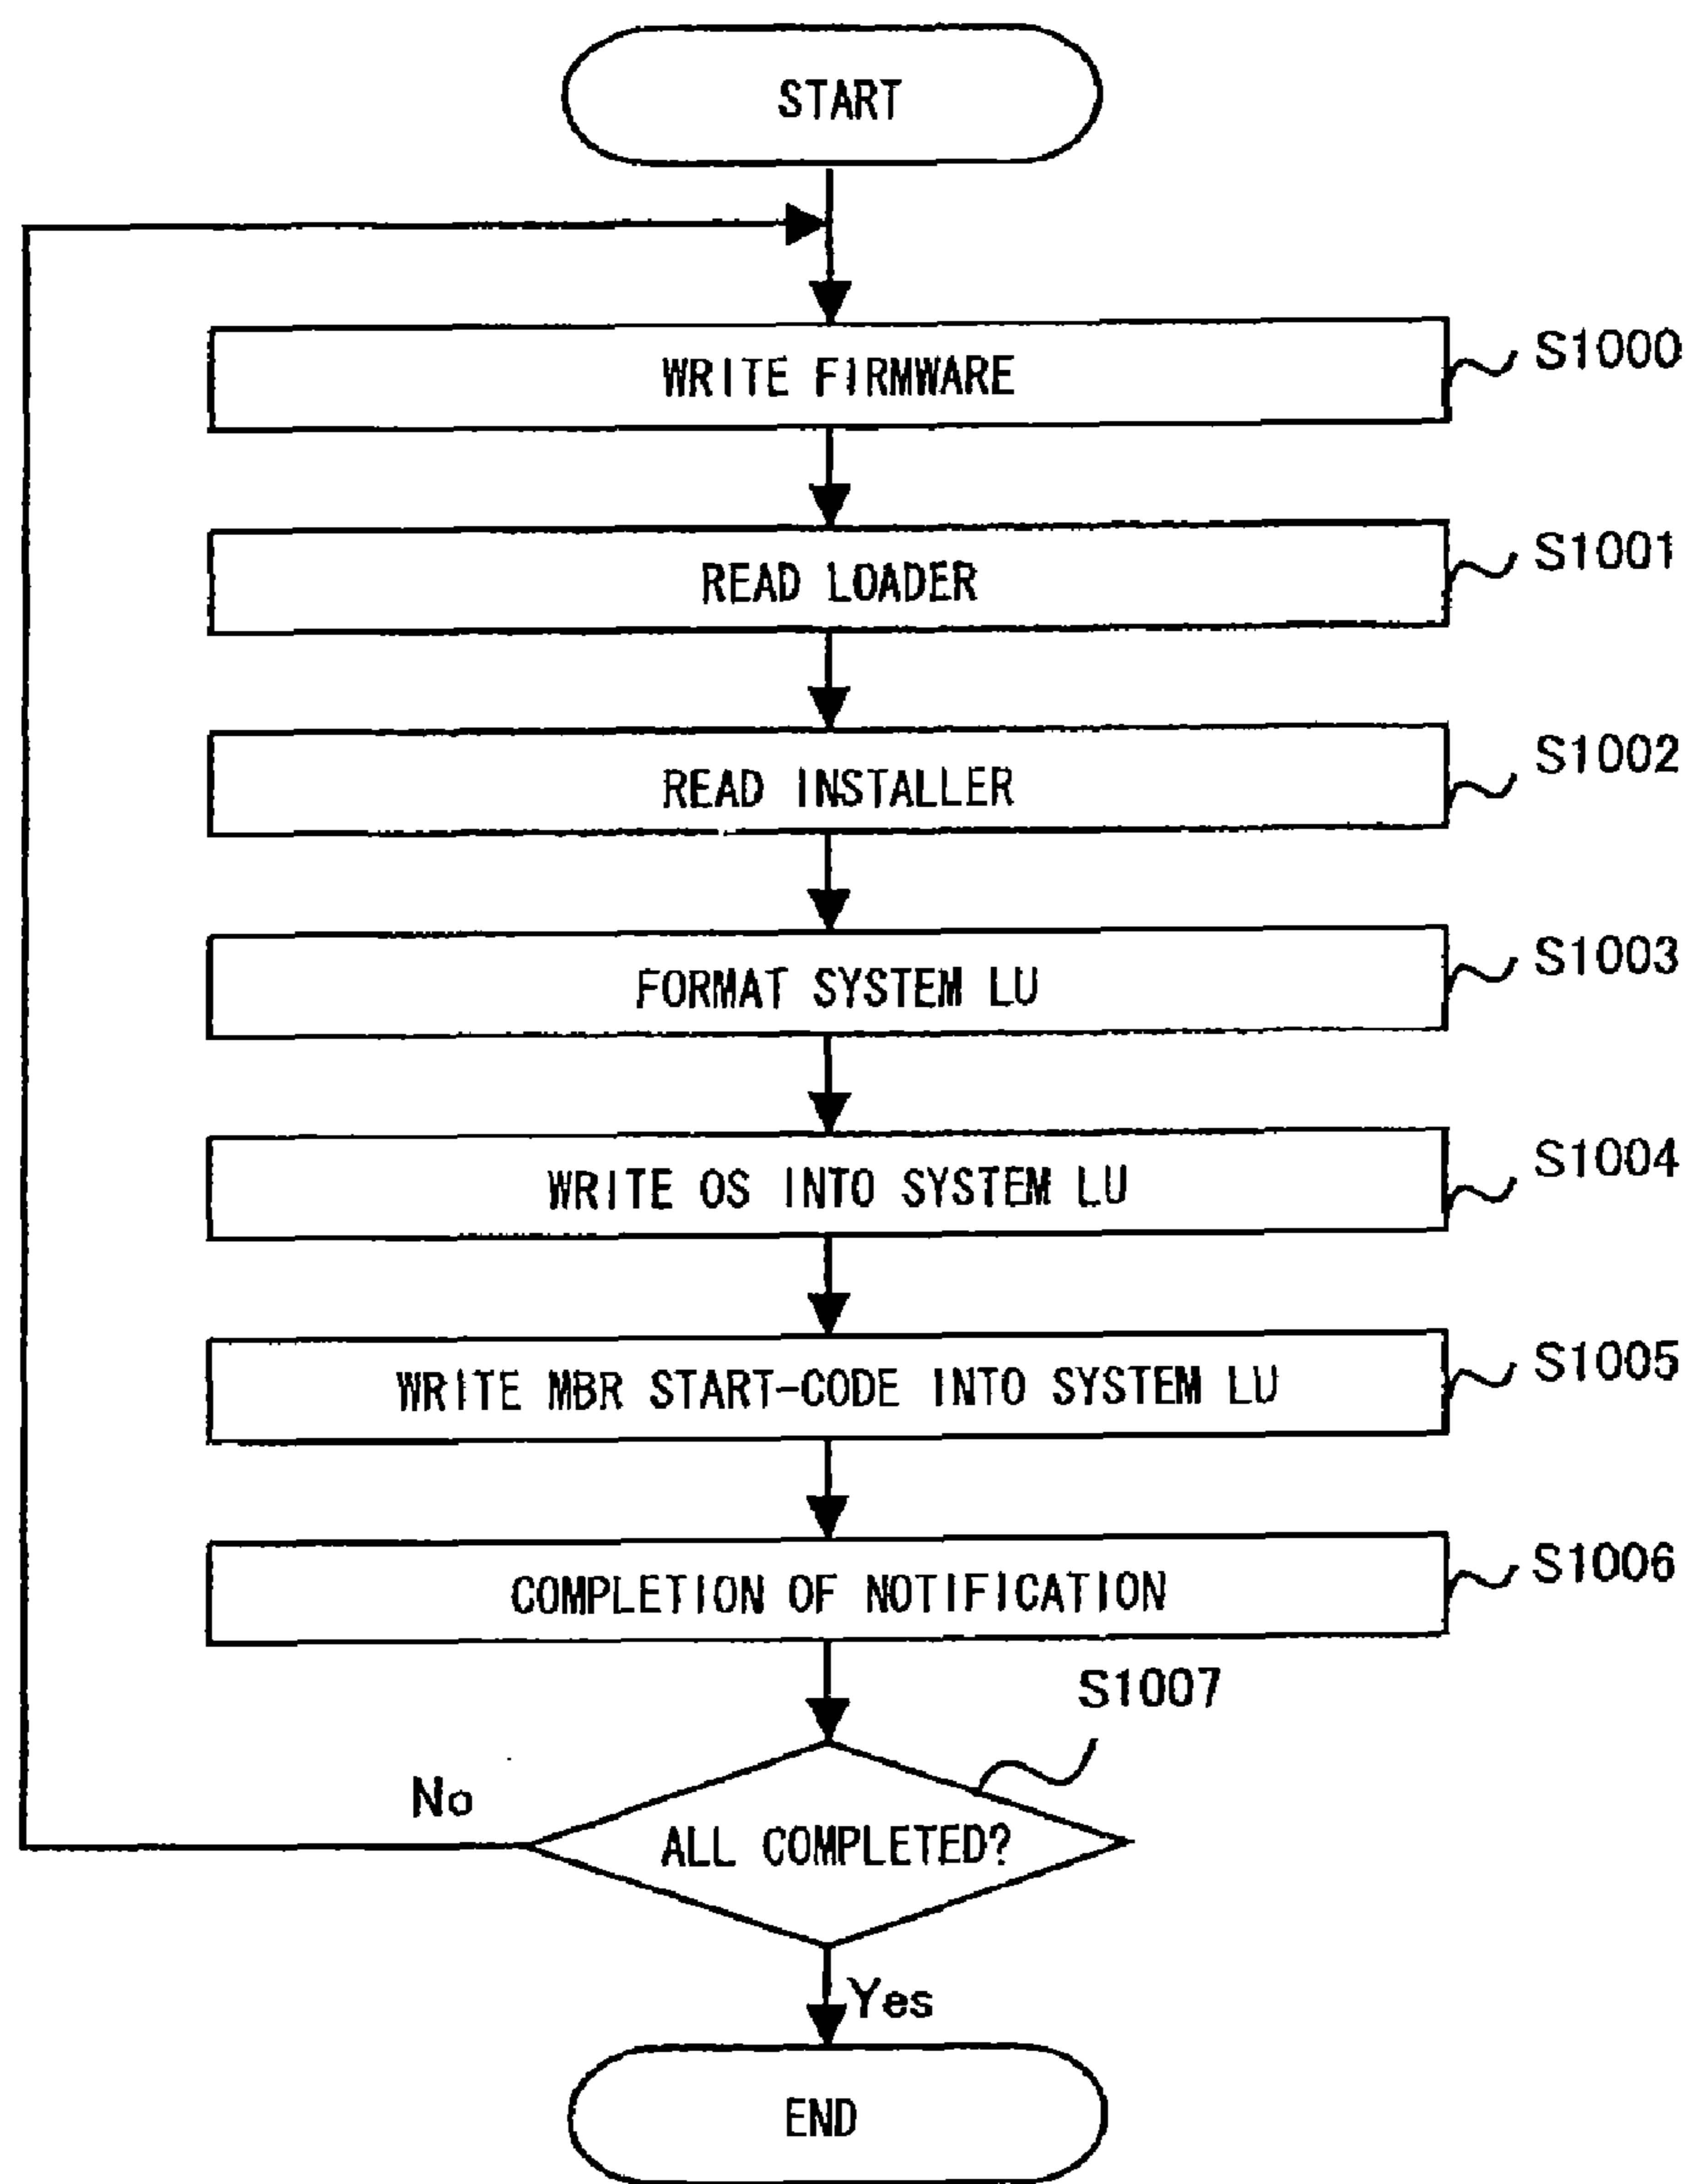 START
WRITE FIRMWARE
S1000
READ LOADER
S1001
READ INSTALLER
S1002
FORMAT SYSTEM LU
S1003
WRITE OS INTO SYSTEM LU
S1004
WRITE MBR START-CODE INTO SYSTEM LU
S1005
COMPLETION OF NOTIFICATION
S1006
S1007
No
ALL COMPLETED?
Yes
END